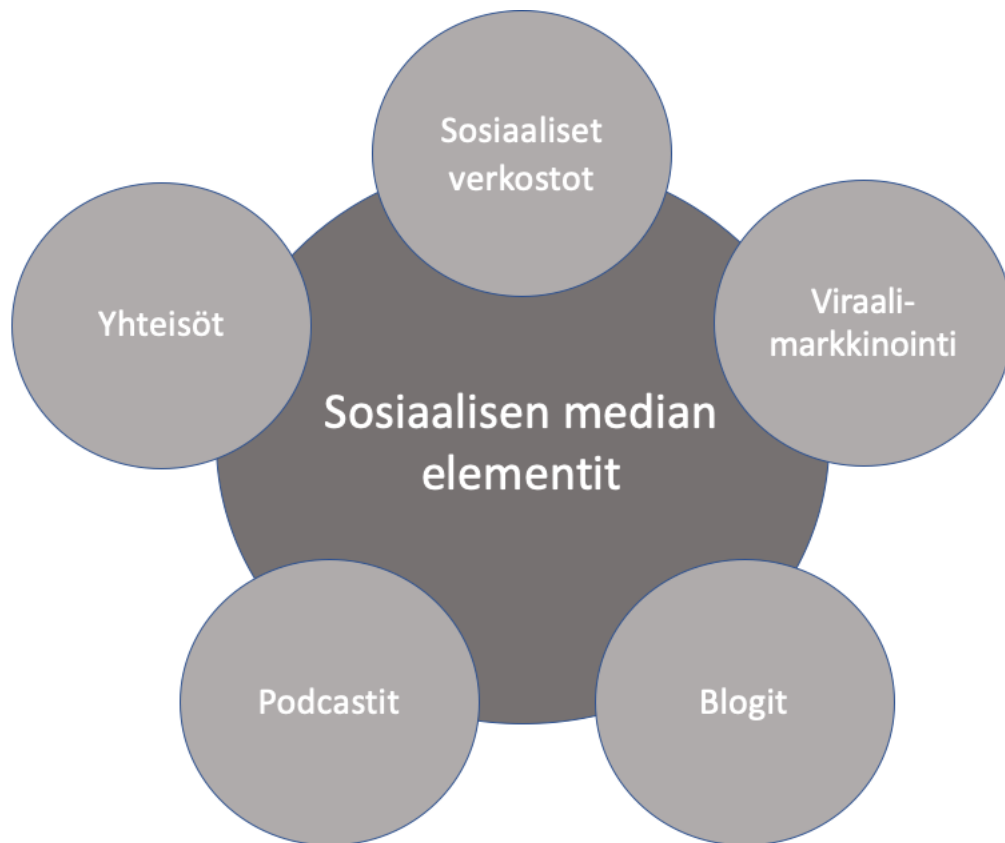 Sosiaaliset
verkostot
Yhteisöt
Viraali-
markkinointi
Sosiaalisen median
elementit
Podcastit
Blogit